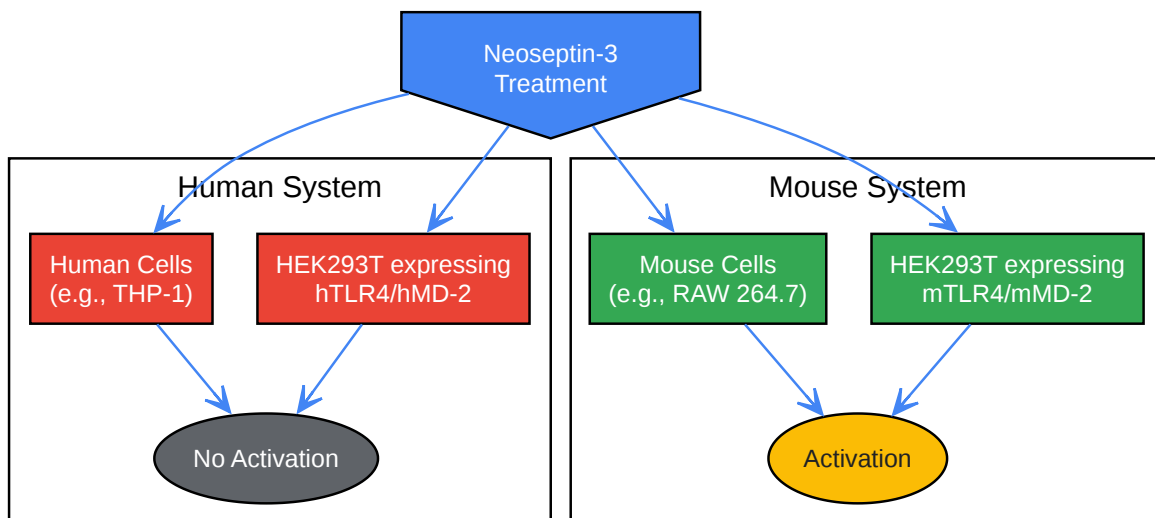 Neoseptin-3
Treatment
Human System
Human Cells
(e.g., THP-1)
HEK293T expressing
hTLR4/hMD-2
No Activation
Mouse System
Mouse Cells
(e.g., RAW 264.7)
HEK293T expressing
mTLR4/mMD-2
Activation